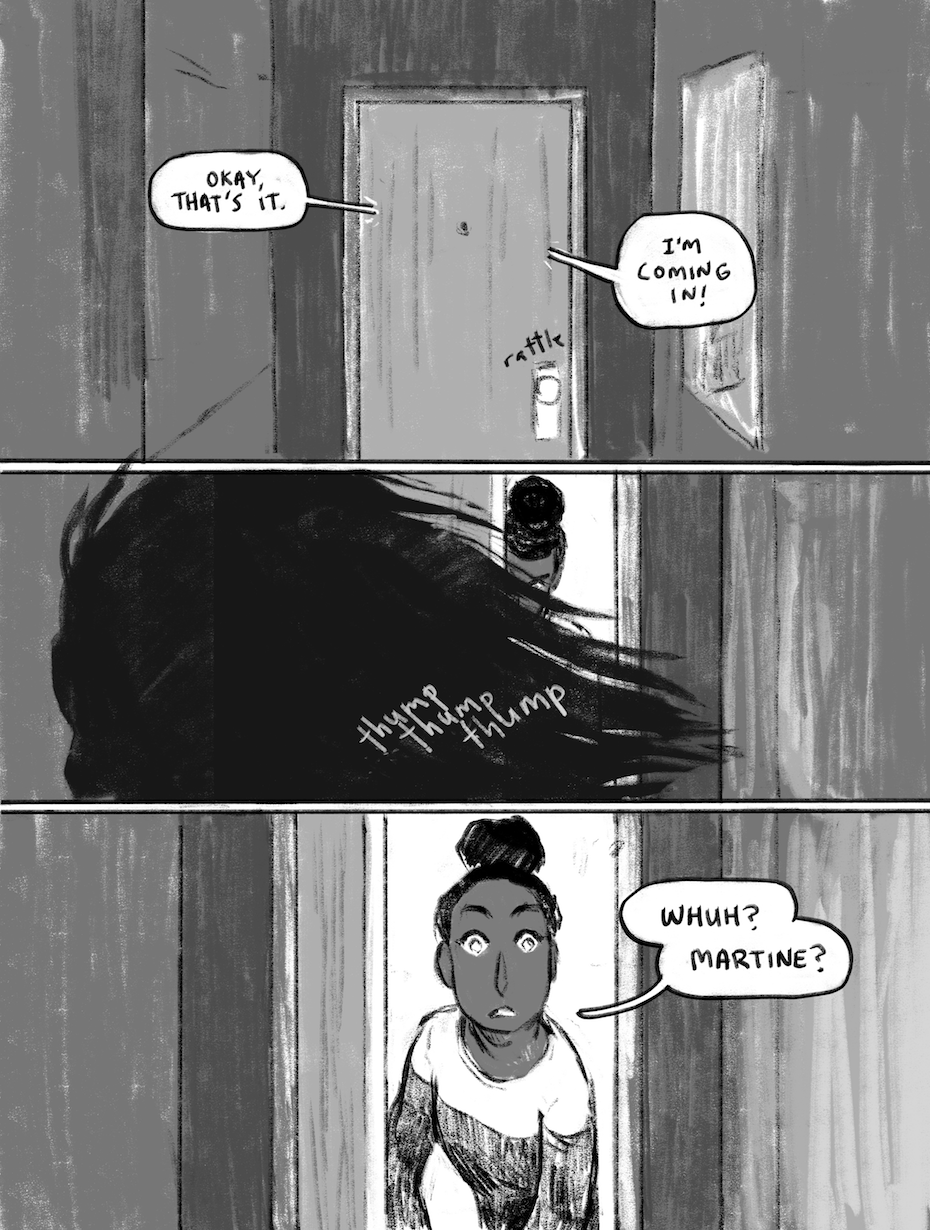 OKAY,
THAT'S IT.
I'M
COMING
IN!
rattle
thump
thump
thump
WHUH?
MARTINE?